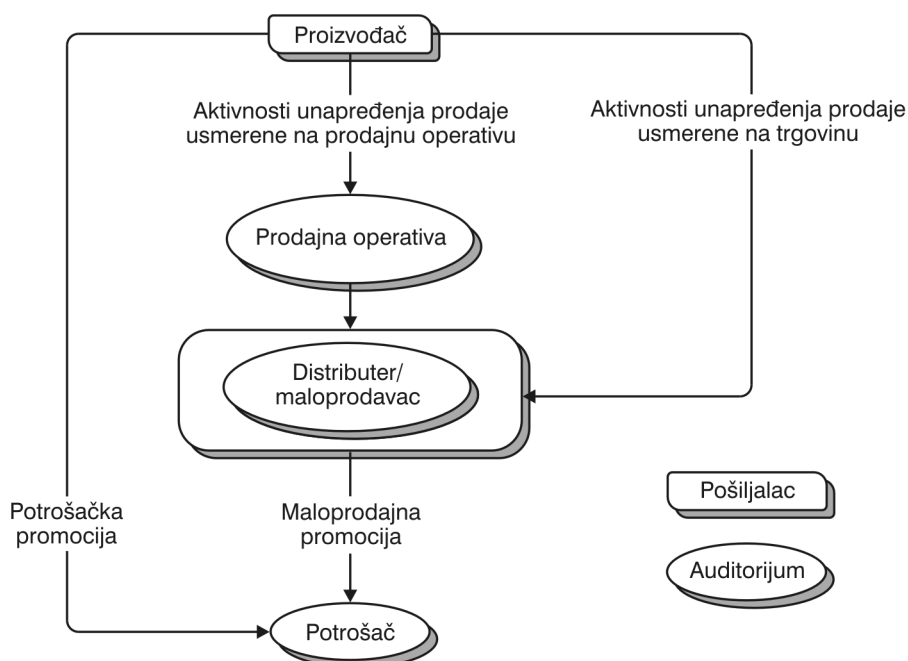 Proizvođač
Aktivnosti unapređenja prodaje
usmerene na prodajnu operativu
Aktivnosti unapređenja prodaje
usmerene na trgovinu
Prodajna operativa
Distributer/
maloprodavac
Potrošačka
promocija
Maloprodajna
promocija
Pošiljalac
Auditorijum
Potrošač